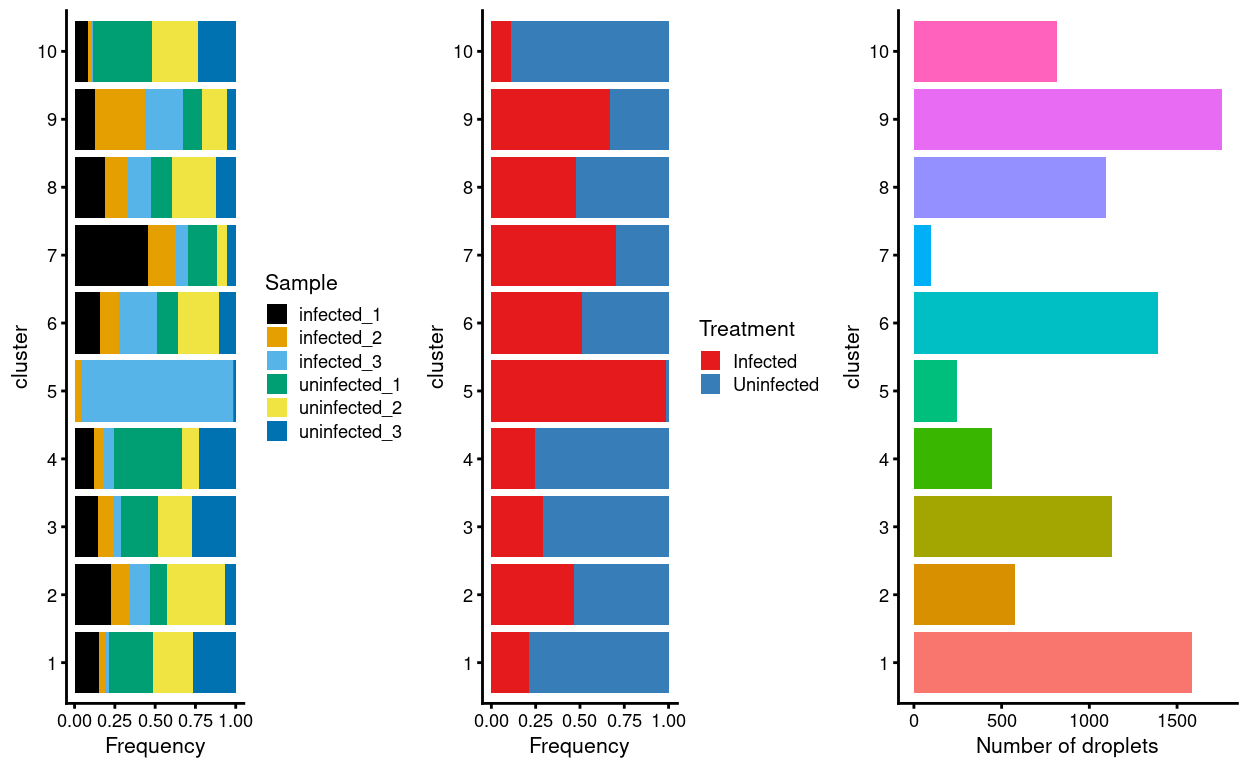 cluster
10
9
8
7
6
5
4
3
2
1
0.00 0.25 0.50 0.75 1.00
Frequency
Sample
infected_1
infected_2
infected_3
uninfected_1
uninfected_2
uninfected_3
cluster
10
9
8
7
6
5
4
3
2
1
0.00 0.25 0.50 0.75 1.00
Frequency
Treatment
Infected
Uninfected
cluster
10
9
8
7
6
5
4
3
2
1
0 500 1000 1500
Number of droplets